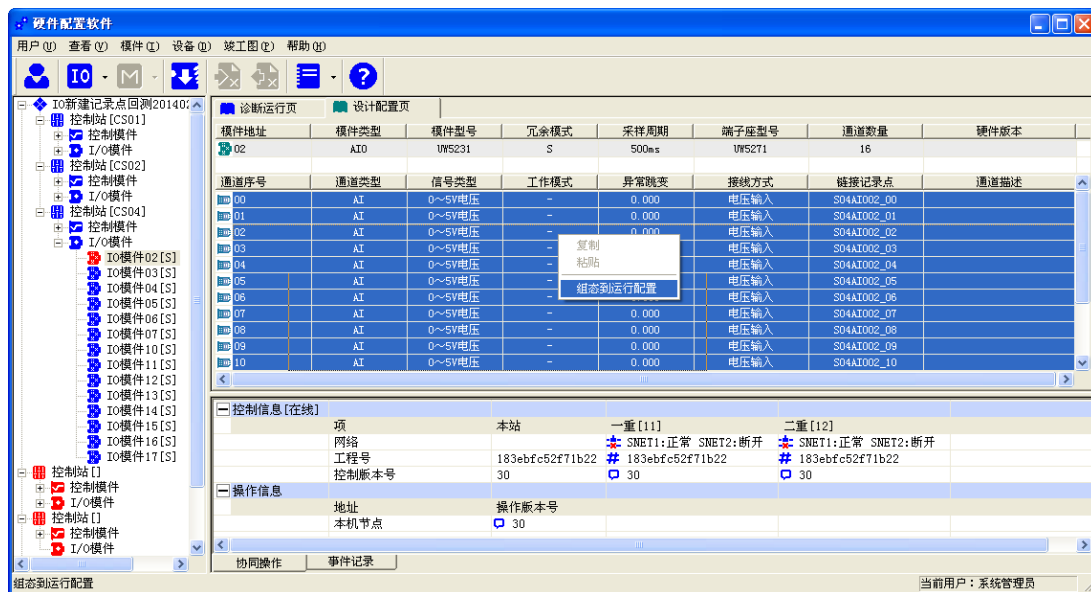 硬件配置软件
用户(U) 查看(V) 模件(I) 设备(D) 竣工图(P) 帮助(H)
IO M
IO新建记录点回测201402
控制站[CS01]
控制模件
I/O模件
控制站[CS02]
控制模件
I/O模件
控制站[CS04]
控制模件
I/O模件
IO模件02[S]
IO模件03[S]
IO模件04[S]
IO模件05[S]
IO模件06[S]
IO模件07[S]
IO模件10[S]
IO模件11[S]
IO模件12[S]
IO模件13[S]
IO模件14[S]
IO模件15[S]
IO模件16[S]
IO模件17[S]
控制站[]
控制模件
I/O模件
控制站[]
控制模件
I/O模件
诊断运行页 设计配置页
模件地址 模件类型 模件型号 冗余模式 采样周期 端子座型号 通道数量 硬件版本
02 AIO UW5231 S 500ms UW5271 16
通道序号 通道类型 信号类型 工作模式 异常跳变 接线方式 链接记录点 通道描述
00 AI 0～5V电压 - 0.000 电压输入 S04AI002_00
01 AI 0～5V电压 - 0.000 电压输入 S04AI002_01
02 AI 0～5V电压 - 0.000 电压输入 S04AI002_02
03 AI 0～5V电压 - 电压输入 S04AI002_03
04 AI 0～5V电压 - 电压输入 S04AI002_04
05 AI 0～5V电压 - 电压输入 S04AI002_05
06 AI 0～5V电压 - 电压输入 S04AI002_06
07 AI 0～5V电压 - 0.000 电压输入 S04AI002_07
08 AI 0～5V电压 - 0.000 电压输入 S04AI002_08
09 AI 0～5V电压 - 0.000 电压输入 S04AI002_09
10 AI 0～5V电压 - 0.000 电压输入 S04AI002_10
复制
粘贴
组态到运行配置
控制信息[在线]
项 本站 一重[11] 二重[12]
网络 SNET1:正常 SNET2:断开 SNET1:正常 SNET2:断开
工程号 183ebfc52f71b22 # 183ebfc52f71b22 # 183ebfc52f71b22
控制版本号 30 30 30
操作信息
地址 操作版本号
本机节点 30
协同操作 事件记录
组态到运行配置 当前用户：系统管理员